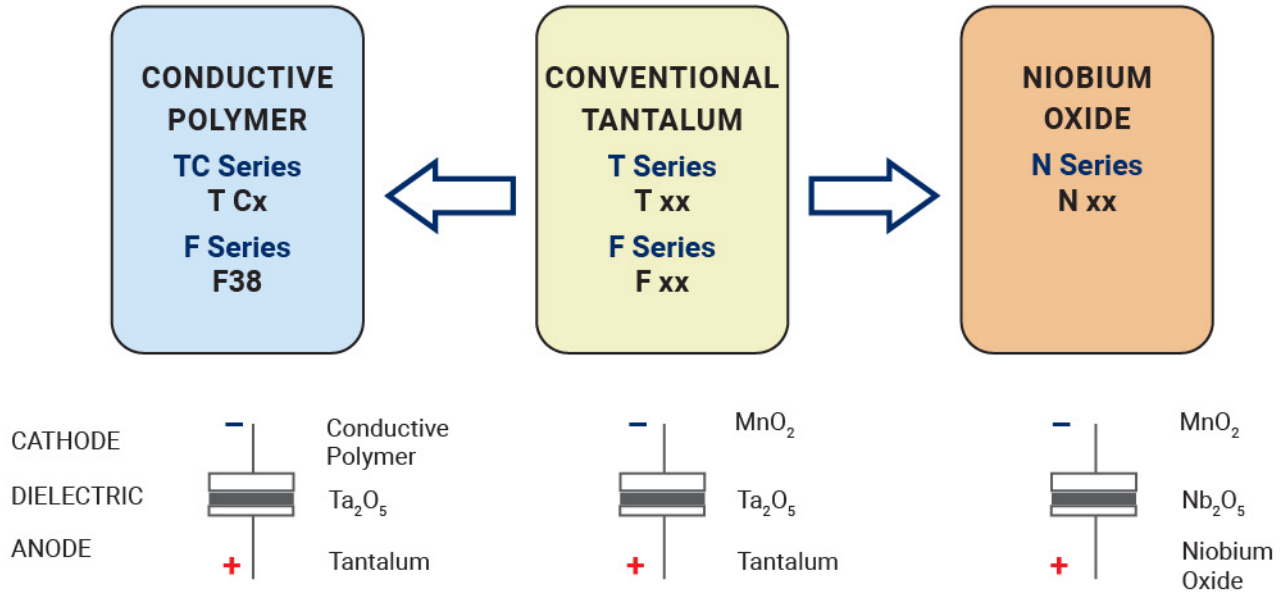 CONDUCTIVE
POLYMER
TC Series
T Cx
F Series
F38
CONVENTIONAL
TANTALUM
T Series
T xx
F Series
F xx
NIOBIUM
OXIDE
N Series
N xx
CATHODE
DIELECTRIC
ANODE
–
+
Conductive
Polymer
Ta₂O₅
Tantalum
–
+
MnO₂
Ta₂O₅
Tantalum
–
+
MnO₂
Nb₂O₅
Niobium
Oxide